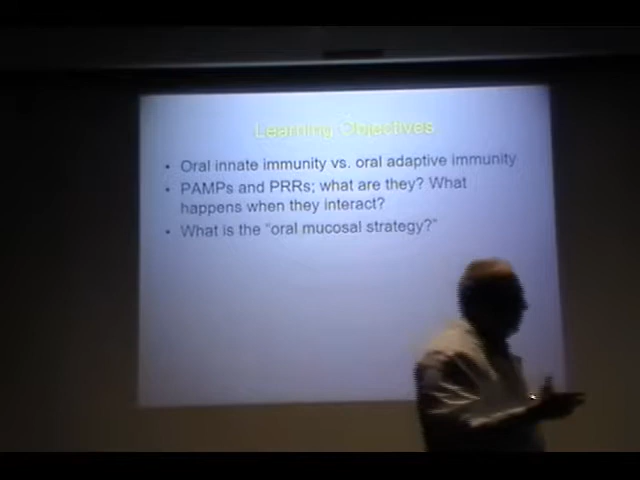 Learning Objectives
• Oral innate immunity vs. oral adaptive immunity
• PAMPs and PRRs; what are they? What
happens when they interact?
• What is the "oral mucosal strategy?"